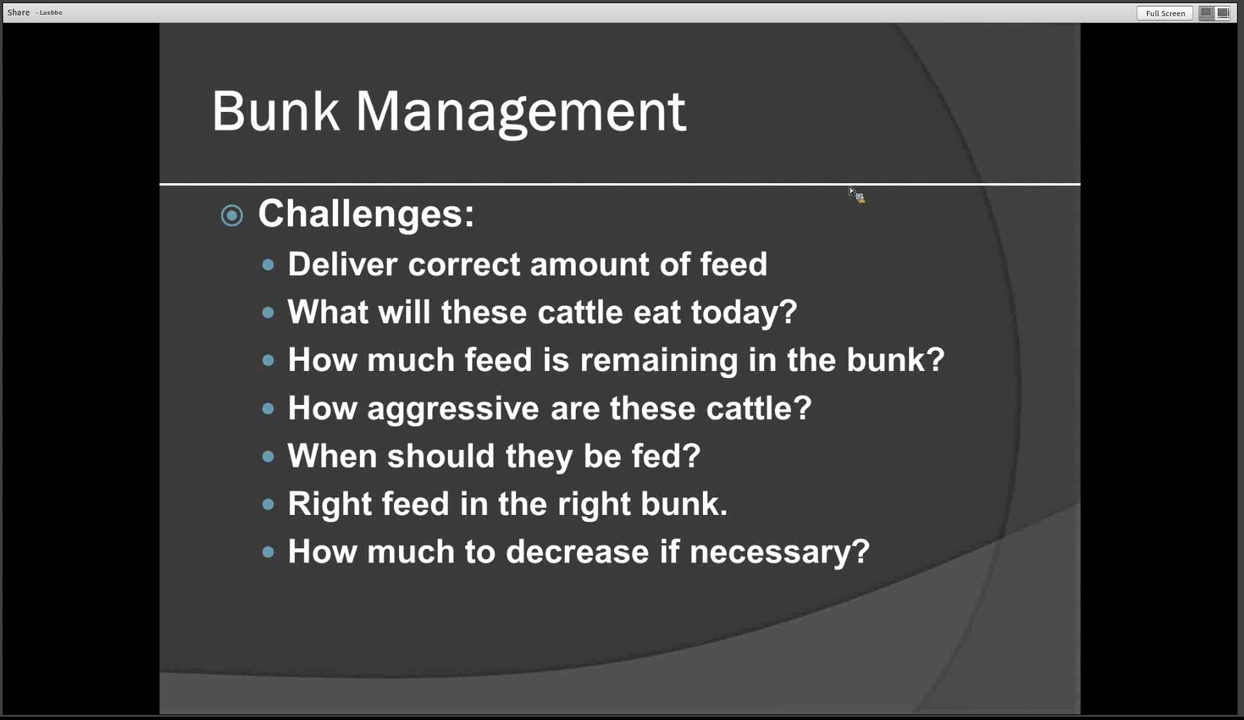 Share - Luebbe
Full Screen
Bunk Management
Challenges:
Deliver correct amount of feed
What will these cattle eat today?
How much feed is remaining in the bunk?
How aggressive are these cattle?
When should they be fed?
Right feed in the right bunk.
How much to decrease if necessary?